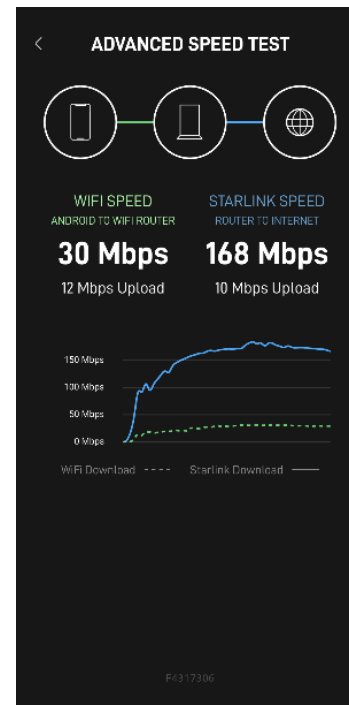 ADVANCED SPEED TEST
WIFI SPEED
ANDROID TO WIFI ROUTER
30 Mbps
12 Mbps Upload
STARLINK SPEED
ROUTER TO INTERNET
168 Mbps
10 Mbps Upload
150 Mbps
100 Mbps
50 Mbps
0 Mbps
WiFi Download
Starlink Download
F4317306